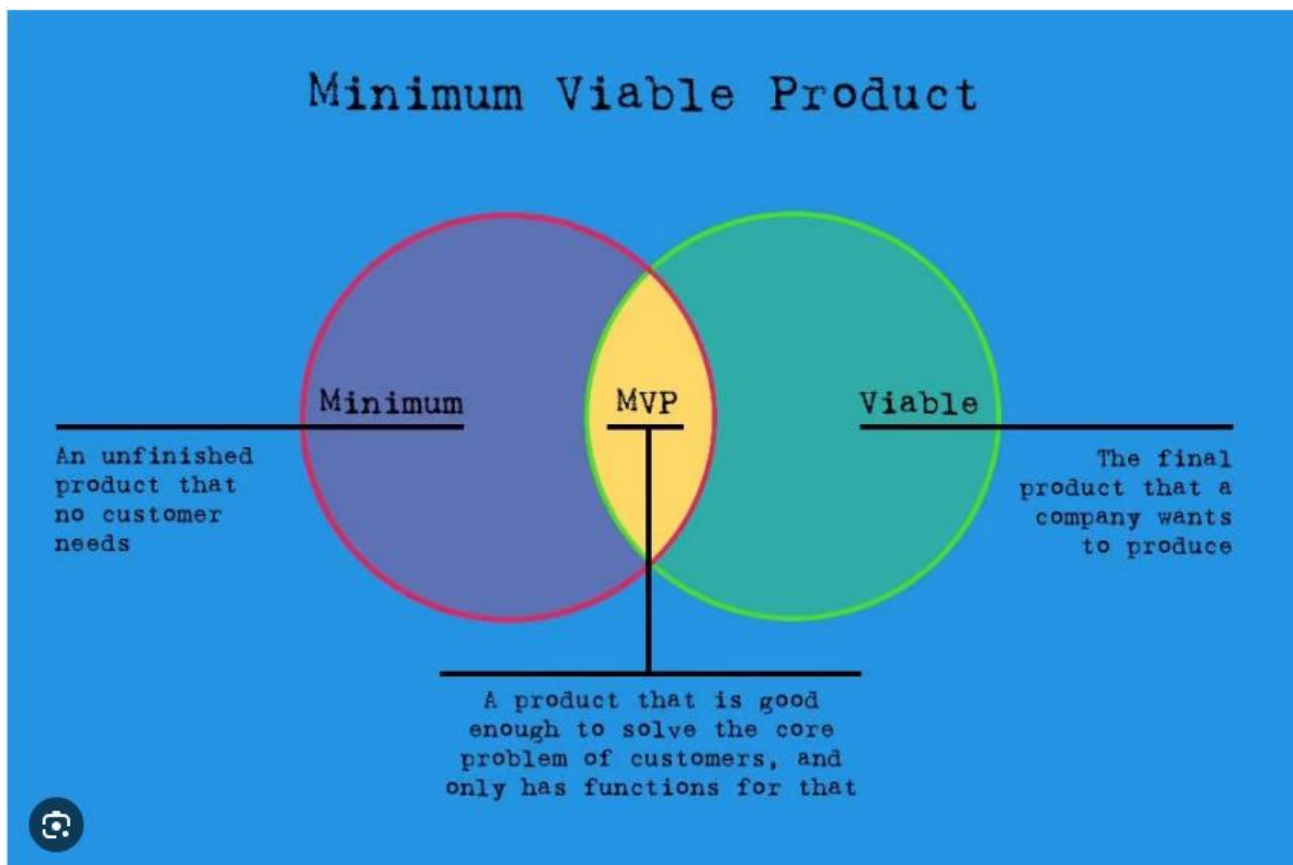 Minimum Viable Product
Minimum
MVP
Viable
An unfinished
product that
no customer
needs
The final
product that a
company wants
to produce
A product that is good
enough to solve the core
problem of customers, and
only has functions for that